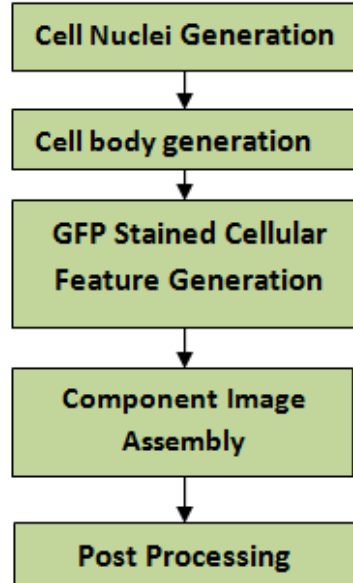 Cell Nuclei Generation
Cell body generation
GFP Stained Cellular
Feature Generation
Component Image
Assembly
Post Processing